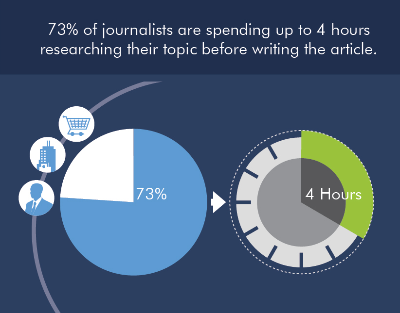 73% of journalists are spending up to 4 hours
researching their topic before writing the article.
73%
4 Hours